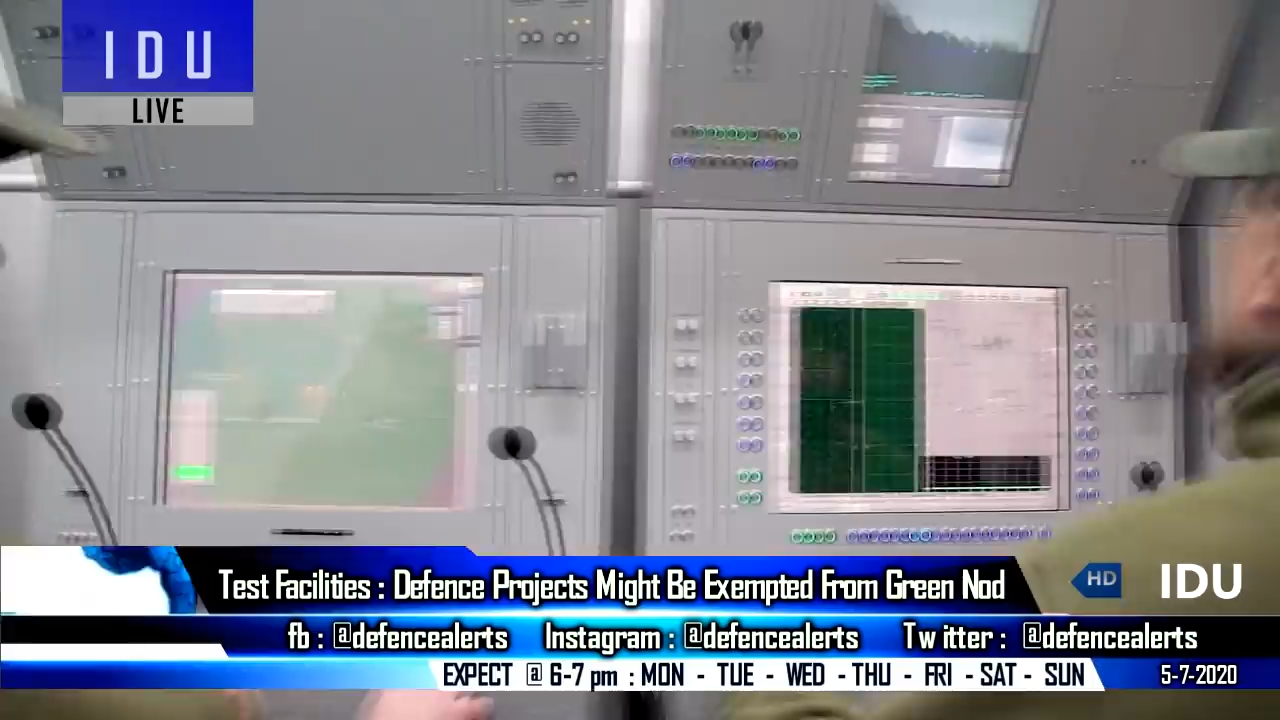 IDU
LIVE
Test Facilities : Defence Projects Might Be Exempted From Green Nod
HD IDU
fb : @defencealerts Instagram : @defencealerts Twitter : @defencealerts
EXPECT @ 6-7 pm : MON - TUE - WED - THU - FRI - SAT - SUN 5-7-2020